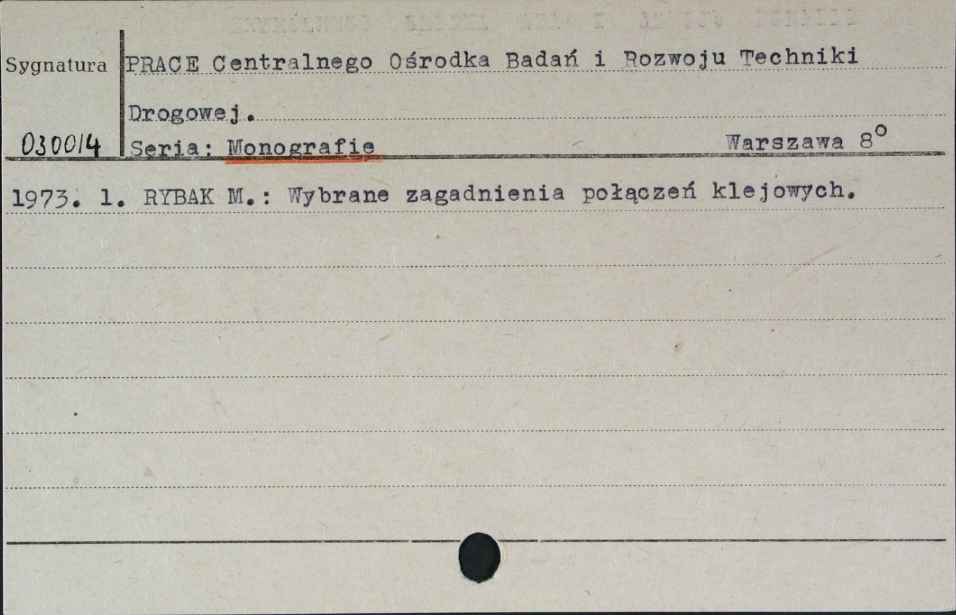 Sygnatura PRACE Centralnego Ośrodka Badań i Rozwoju Techniki
Drogowej.
030014 Seria: Monografie Warszawa 8°
1973. 1. RYBAK M.: Wybrane zagadnienia połączeń klejowych.